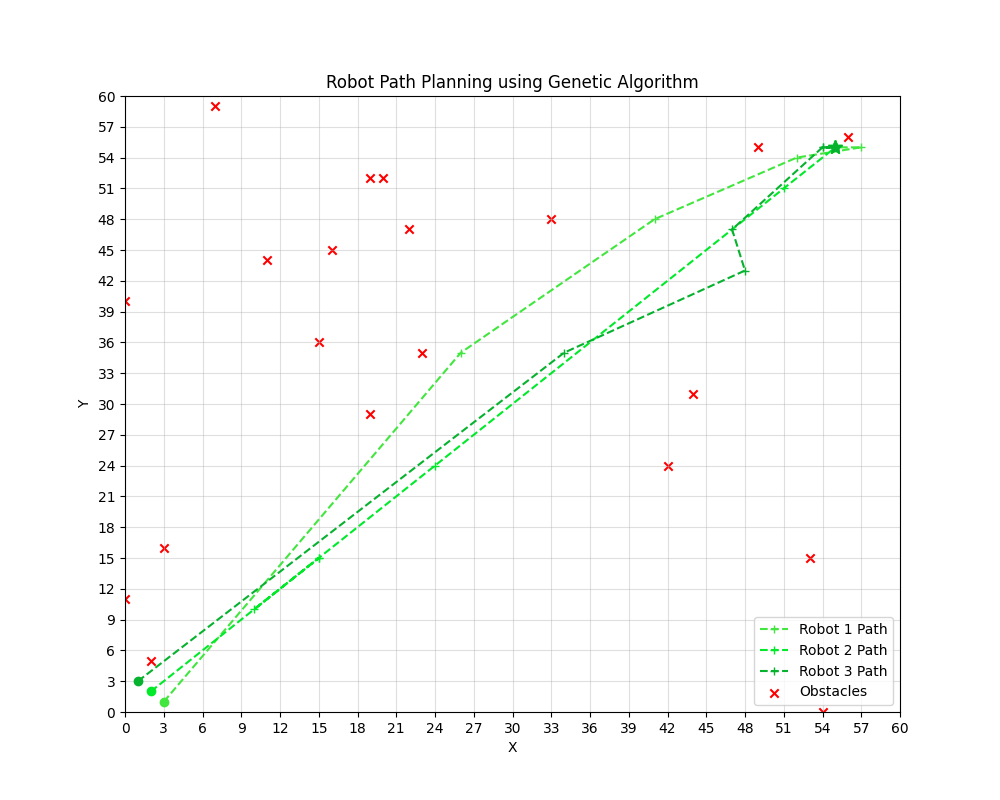 Robot Path Planning using Genetic Algorithm
60
57
54
51
48
45
42
39
36
33
30
27
24
21
18
15
12
9
6
3
0
Y
0 3 6 9 12 15 18 21 24 27 30 33 36 39 42 45 48 51 54 57 60
X
Robot 1 Path
Robot 2 Path
Robot 3 Path
Obstacles